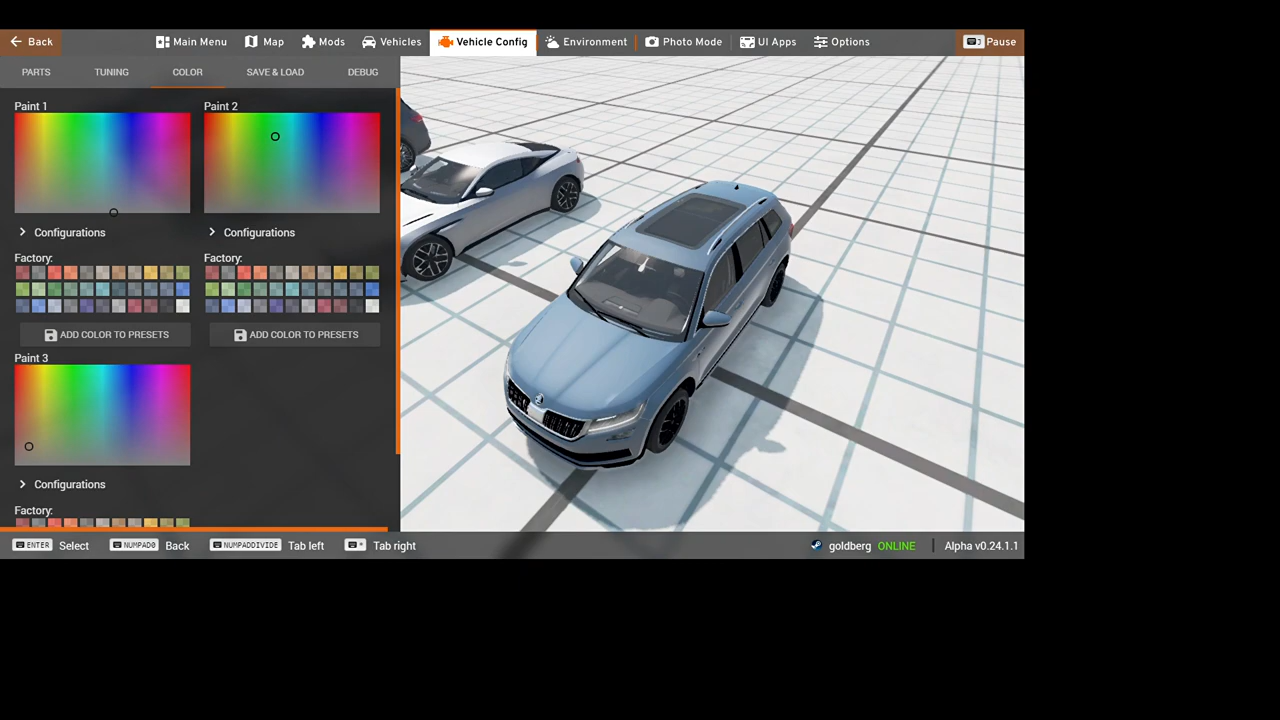 Back
Main Menu
Map
Mods
Vehicles
Vehicle Config
Environment
Photo Mode
UI Apps
Options
Pause
PARTS
TUNING
COLOR
SAVE & LOAD
DEBUG
Paint 1
Paint 2
Configurations
Configurations
Factory:
Factory:
ADD COLOR TO PRESETS
ADD COLOR TO PRESETS
Paint 3
Configurations
Factory:
ENTER Select
NUMPAD0 Back
NUMPADDIVIDE Tab left
* Tab right
goldberg ONLINE
Alpha v0.24.1.1